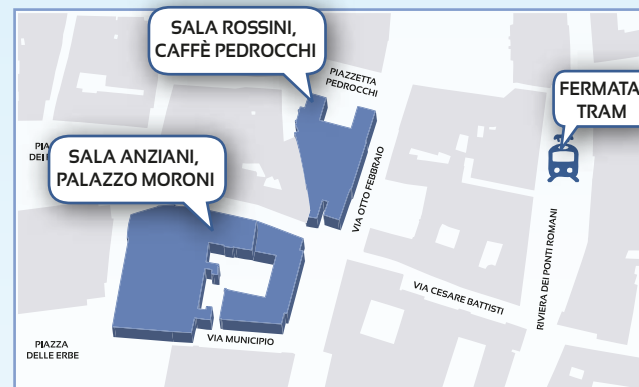 SALA ROSSINI,
CAFFÈ PEDROCCHI
PIAZZETTA
PEDROCCHI
FERMATA
TRAM
SALA ANZIANI,
PALAZZO MORONI
VIA OTTO FEBBRAIO
RIVIERA DEI PONTI ROMANI
VIA CESARE BATTISTI
VIA MUNICIPIO
PIAZZA
DELLE ERBE